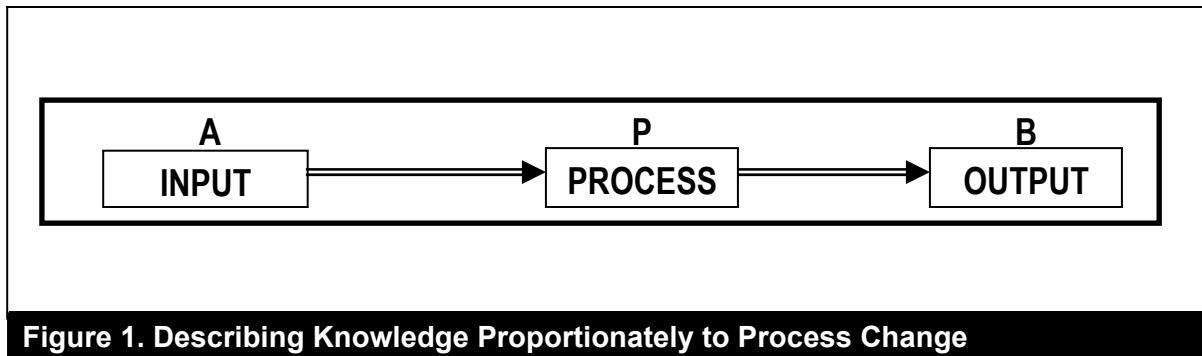 A P B
INPUT PROCESS OUTPUT
Figure 1. Describing Knowledge Proportionately to Process Change